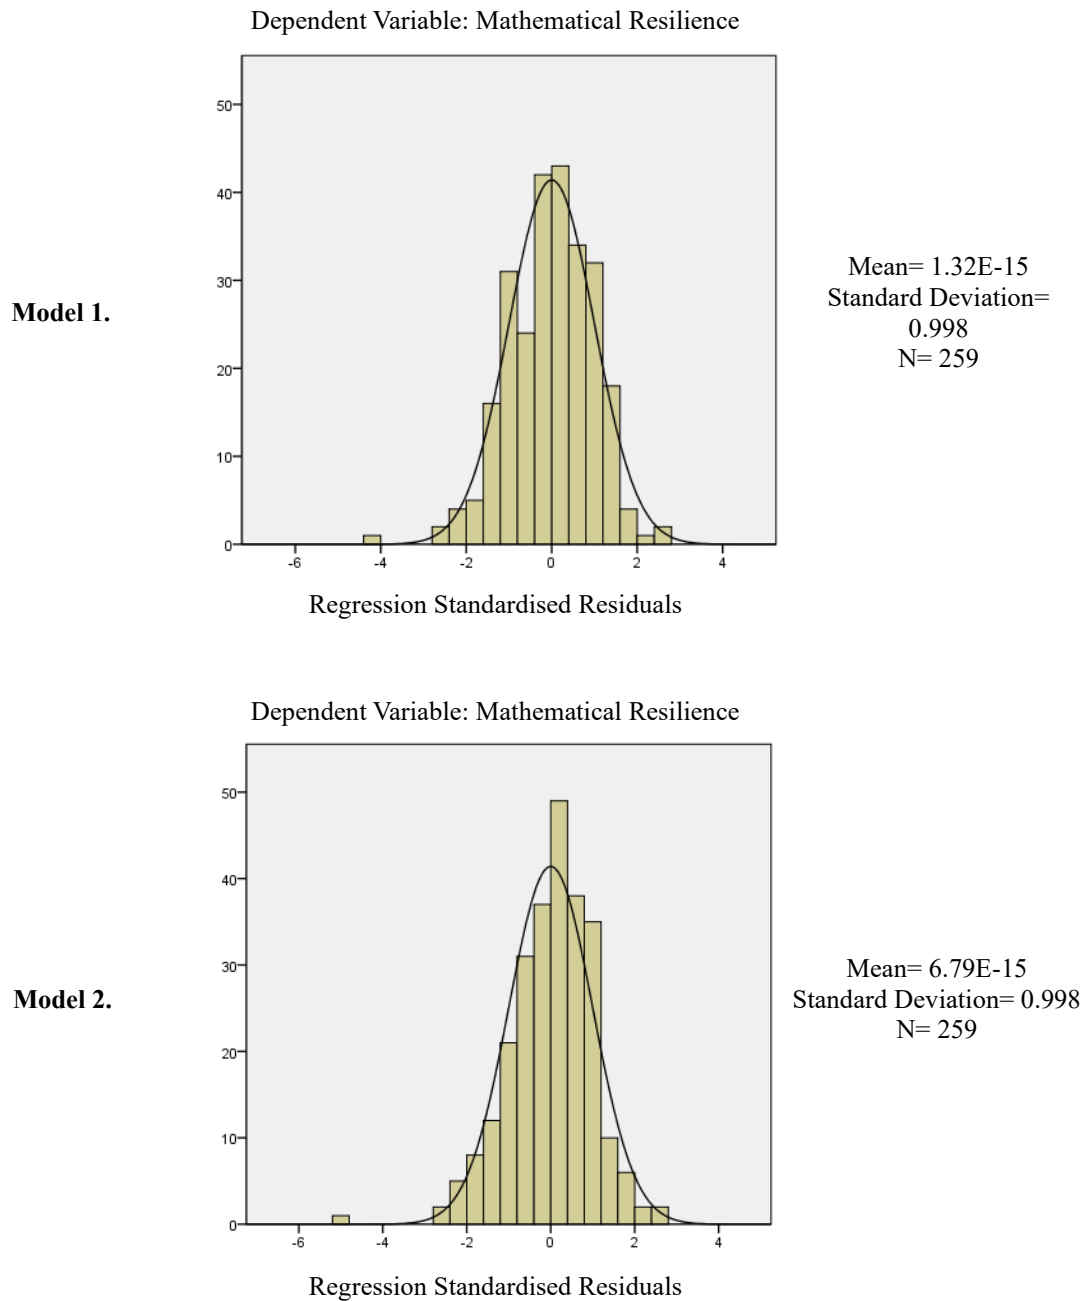 Dependent Variable: Mathematical Resilience
50
40
30
20
10
0
-6 -4 -2 0 2 4
Regression Standardised Residuals
Model 1.
Mean= 1.32E-15
Standard Deviation=
0.998
N= 259
Dependent Variable: Mathematical Resilience
50
40
30
20
10
0
-6 -4 -2 0 2 4
Regression Standardised Residuals
Model 2.
Mean= 6.79E-15
Standard Deviation= 0.998
N= 259